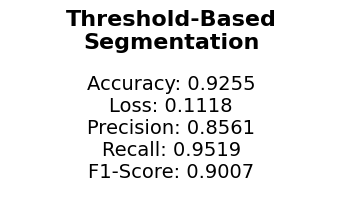 Threshold-Based
Segmentation
Accuracy: 0.9255
Loss: 0.1118
Precision: 0.8561
Recall: 0.9519
F1-Score: 0.9007